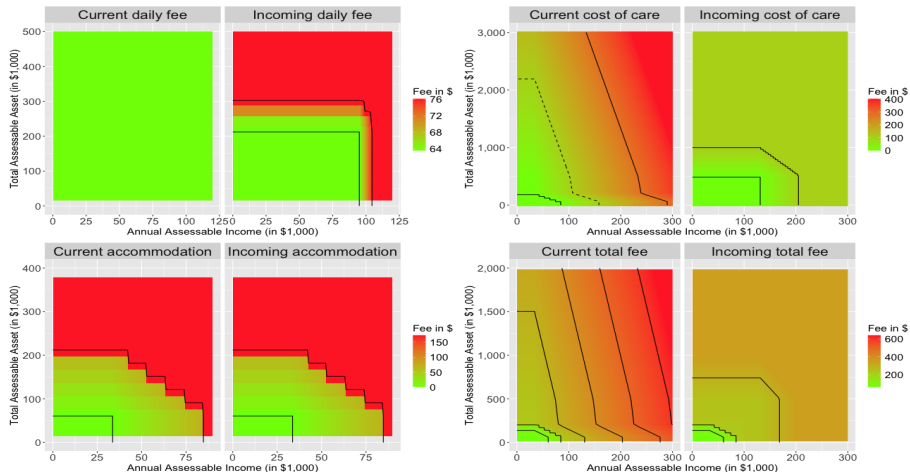 Current daily fee
Incoming daily fee
Total Assessable Asset (in $1,000)
500
400
300
200
100
0
0 25 50 75 100 125
0 25 50 75 100 125
Annual Assessable Income (in $1,000)
Fee in $
76
72
68
64
Current cost of care
Incoming cost of care
Total Assessable Asset (in $1,000)
3,000
2,000
1,000
0
0 100 200 300
0 100 200 300
Annual Assessable Income (in $1,000)
Fee in $
400
300
200
100
0
Current accommodation
Incoming accommodation
Total Assessable Asset (in $1,000)
400
300
200
100
0
0 25 50 75
0 25 50 75
Annual Assessable Income (in $1,000)
Fee in $
150
100
50
0
Current total fee
Incoming total fee
Total Assessable Asset (in $1,000)
2,000
1,500
1,000
500
0
0 100 200 300
0 100 200 300
Annual Assessable Income (in $1,000)
Fee in $
600
400
200